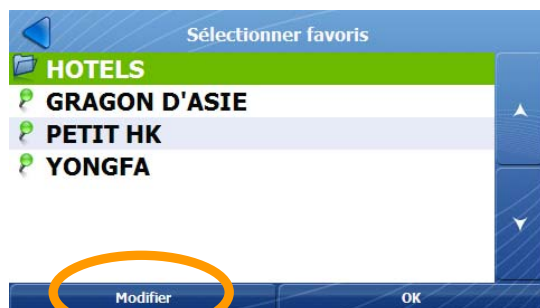 Sélectionner favoris
HOTELS
GRAGON D'ASIE
PETIT HK
YONGFA
Modifier
OK